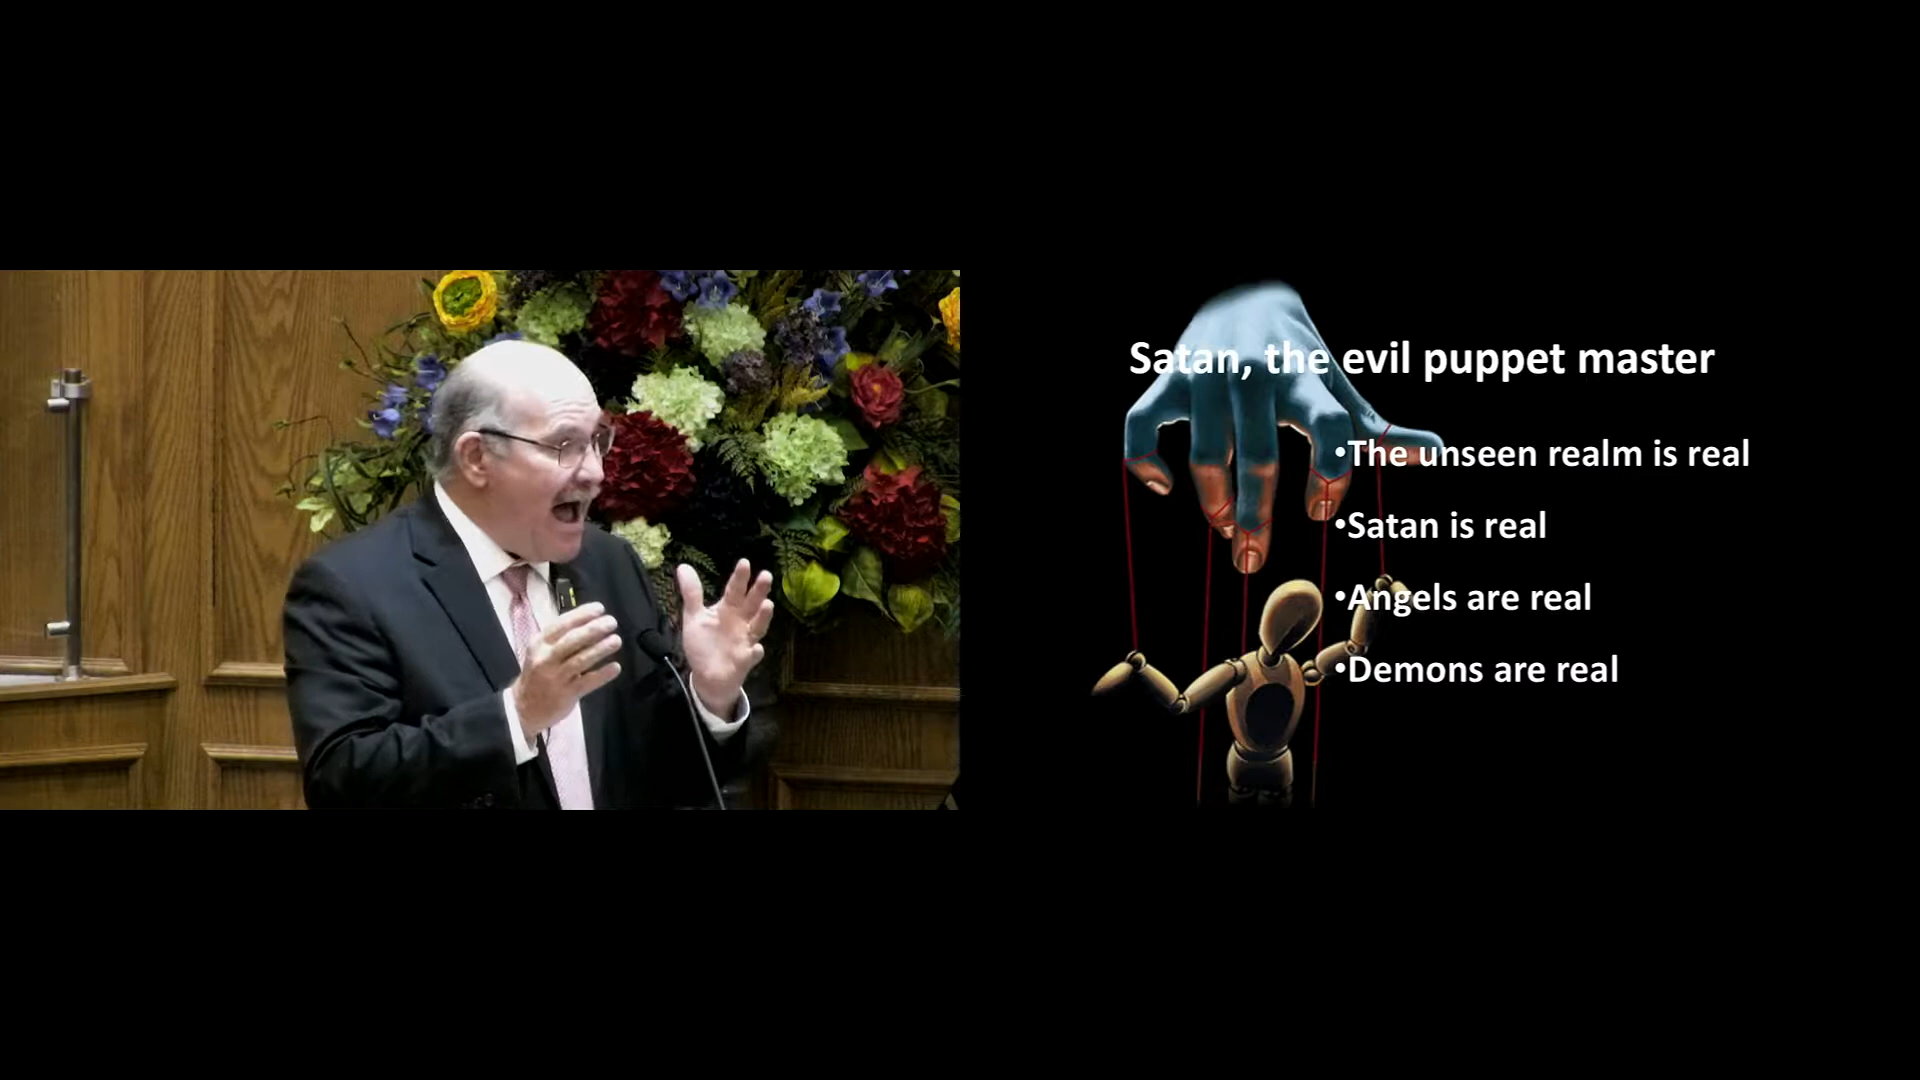 Satan, the evil puppet master
•The unseen realm is real
•Satan is real
•Angels are real
•Demons are real